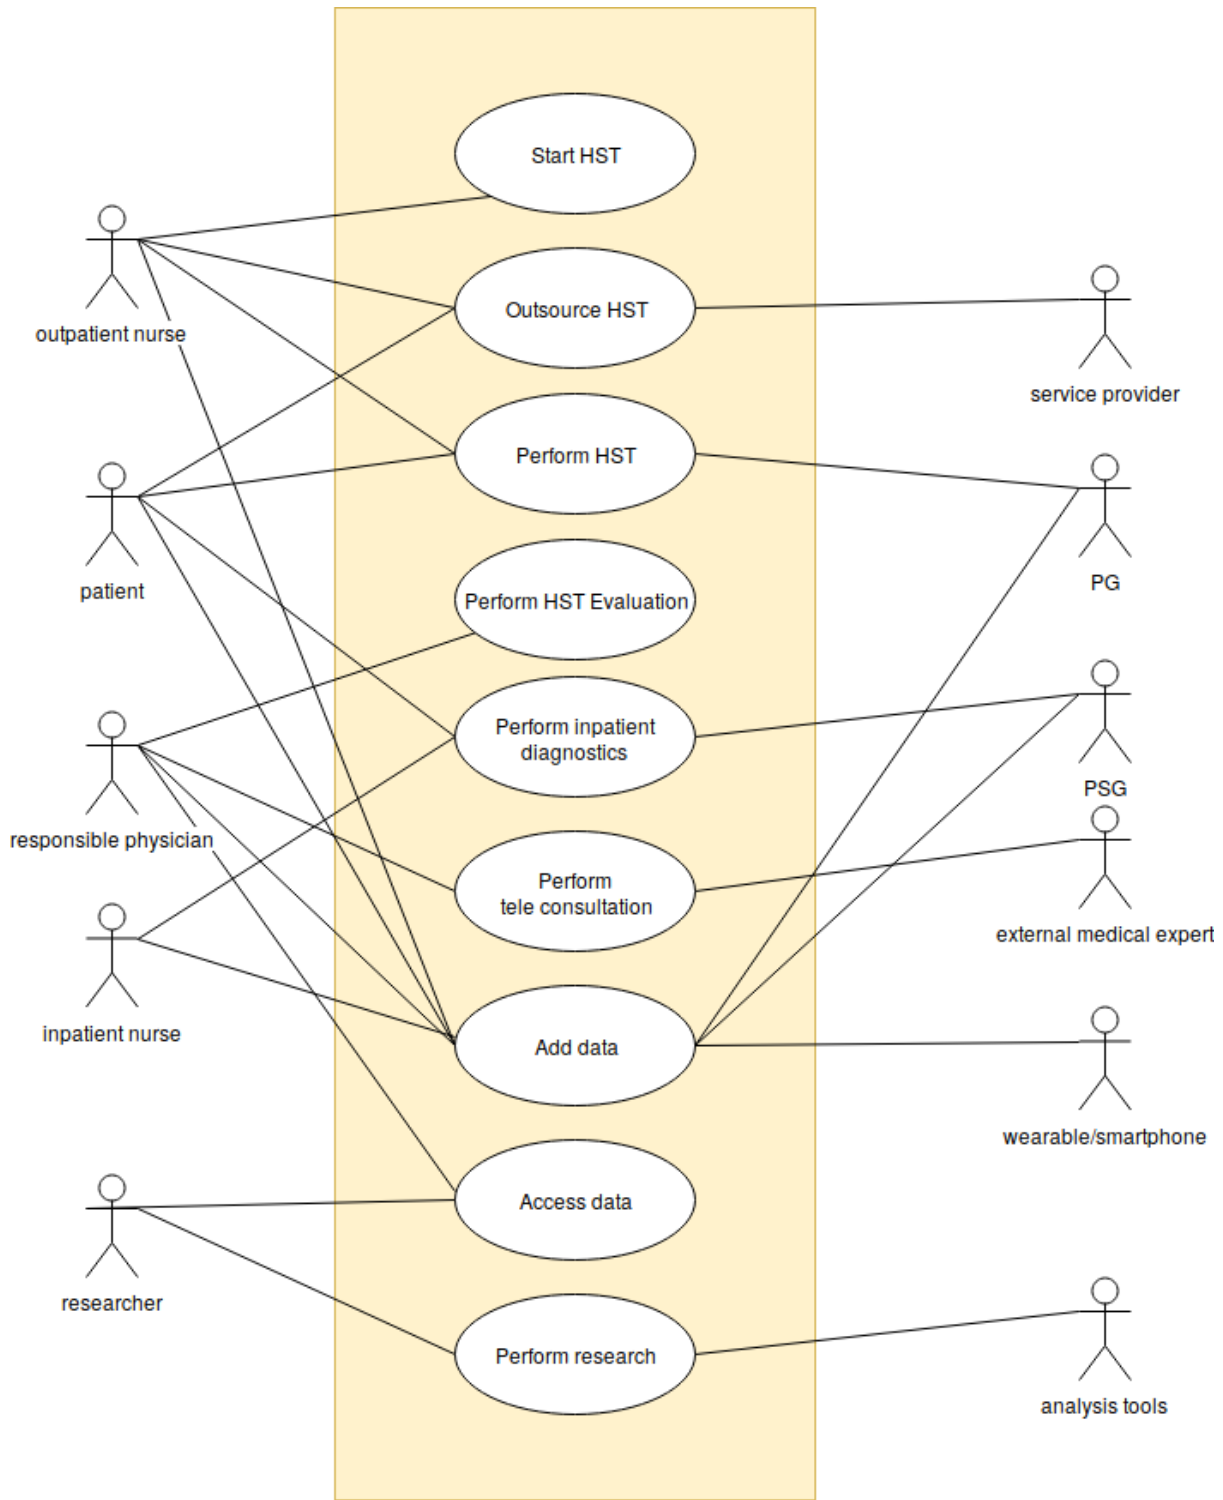 Start HST
outpatient nurse
Outsource HST
service provider
Perform HST
patient
PG
Perform HST Evaluation
Perform inpatient
diagnostics
PSG
responsible physician
Perform
tele consultation
external medical expert
inpatient nurse
Add data
wearable/smartphone
Access data
researcher
Perform research
analysis tools